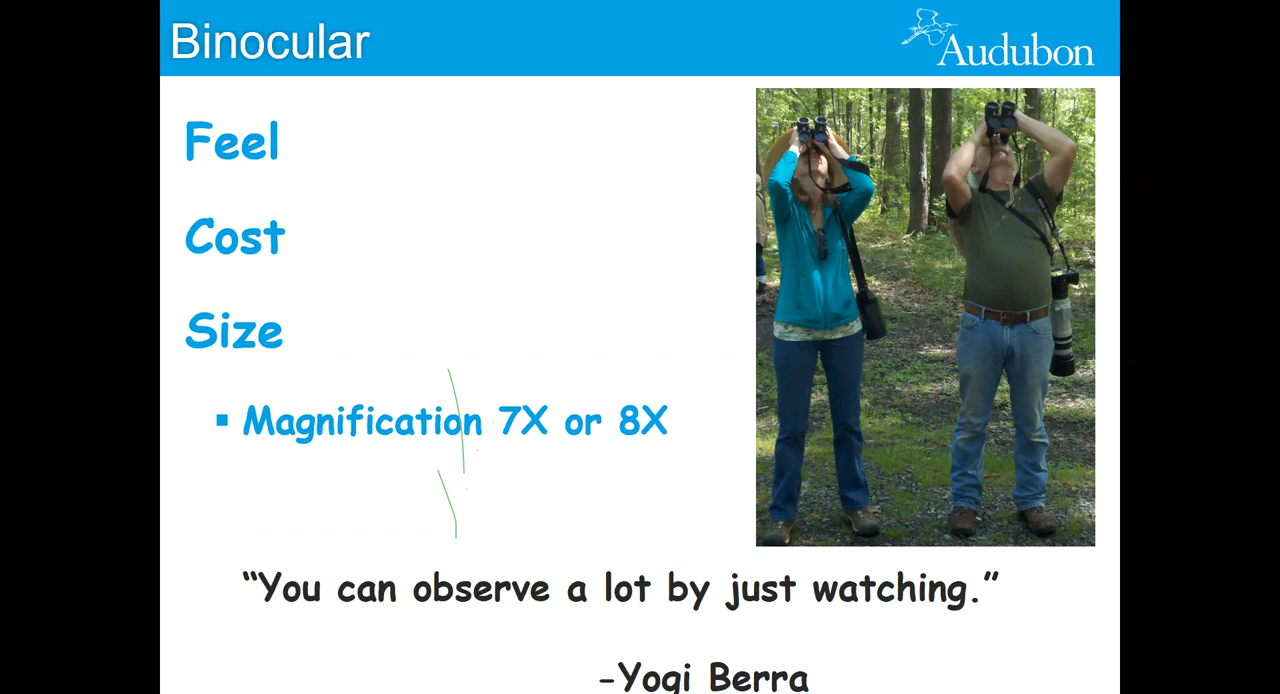 Binocular
Audubon
Feel
Cost
Size
▪ Magnification 7X or 8X
“You can observe a lot by just watching.”
-Yogi Berra